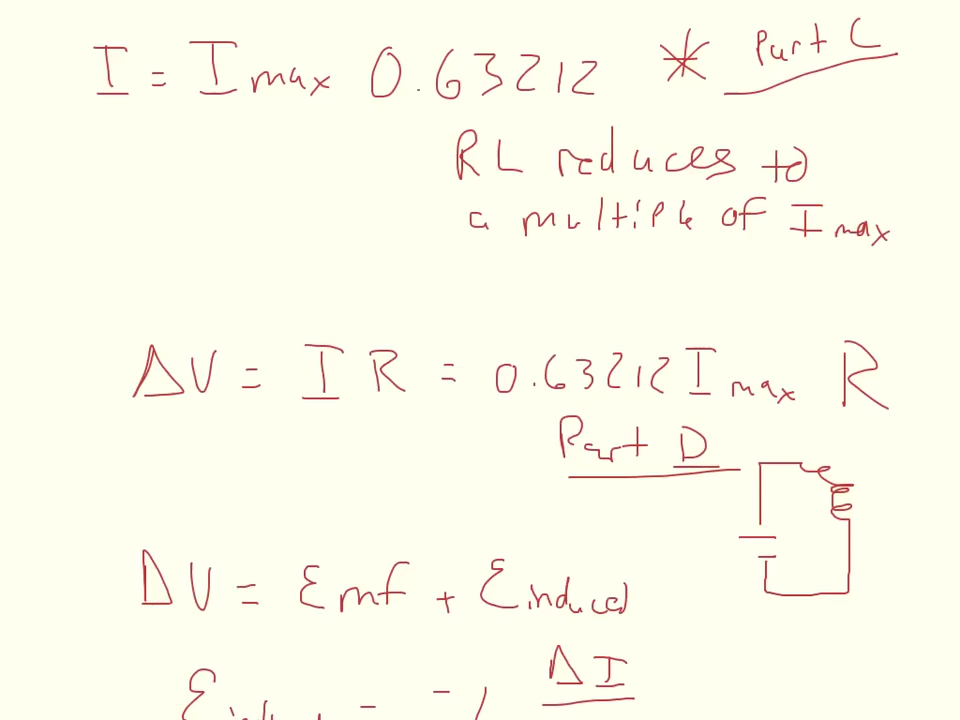 I = Imax 0.63212 * Part C
RL reduces to
a multiple of Imax
ΔV = IR = 0.63212 Imax R
Part D
ΔV = Emf + Einduced
ΔI